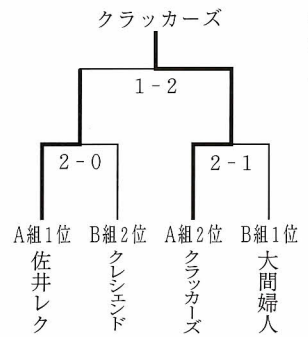 クラッカーズ
1-2
2-0
2-1
A組1位
B組2位
A組2位
B組1位
佐井レク
クレシェンド
クラッカーズ
大間婦人